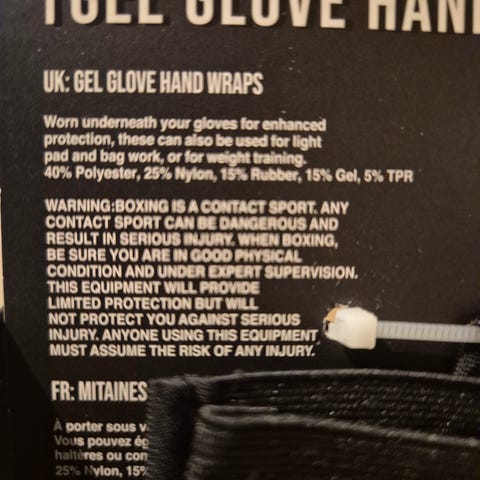 GLOVE HAND
UK: GEL GLOVE HAND WRAPS
Worn underneath your gloves for enhanced
protection, these can also be used for light
pad and bag work, or for weight training.
40% Polyester, 25% Nylon, 15% Rubber, 15% Gel, 5% TPR
WARNING:BOXING IS A CONTACT SPORT. ANY
CONTACT SPORT CAN BE DANGEROUS AND
RESULT IN SERIOUS INJURY. WHEN BOXING,
BE SURE YOU ARE IN GOOD PHYSICAL
CONDITION AND UNDER EXPERT SUPERVISION.
THIS EQUIPMENT WILL PROVIDE
LIMITED PROTECTION BUT WILL
NOT PROTECT YOU AGAINST SERIOUS
INJURY. ANYONE USING THIS EQUIPMENT
MUST ASSUME THE RISK OF ANY INJURY.
FR: MITAINES
À porter sous
Vous pouvez
haltères ou
25% Nylon, 15%